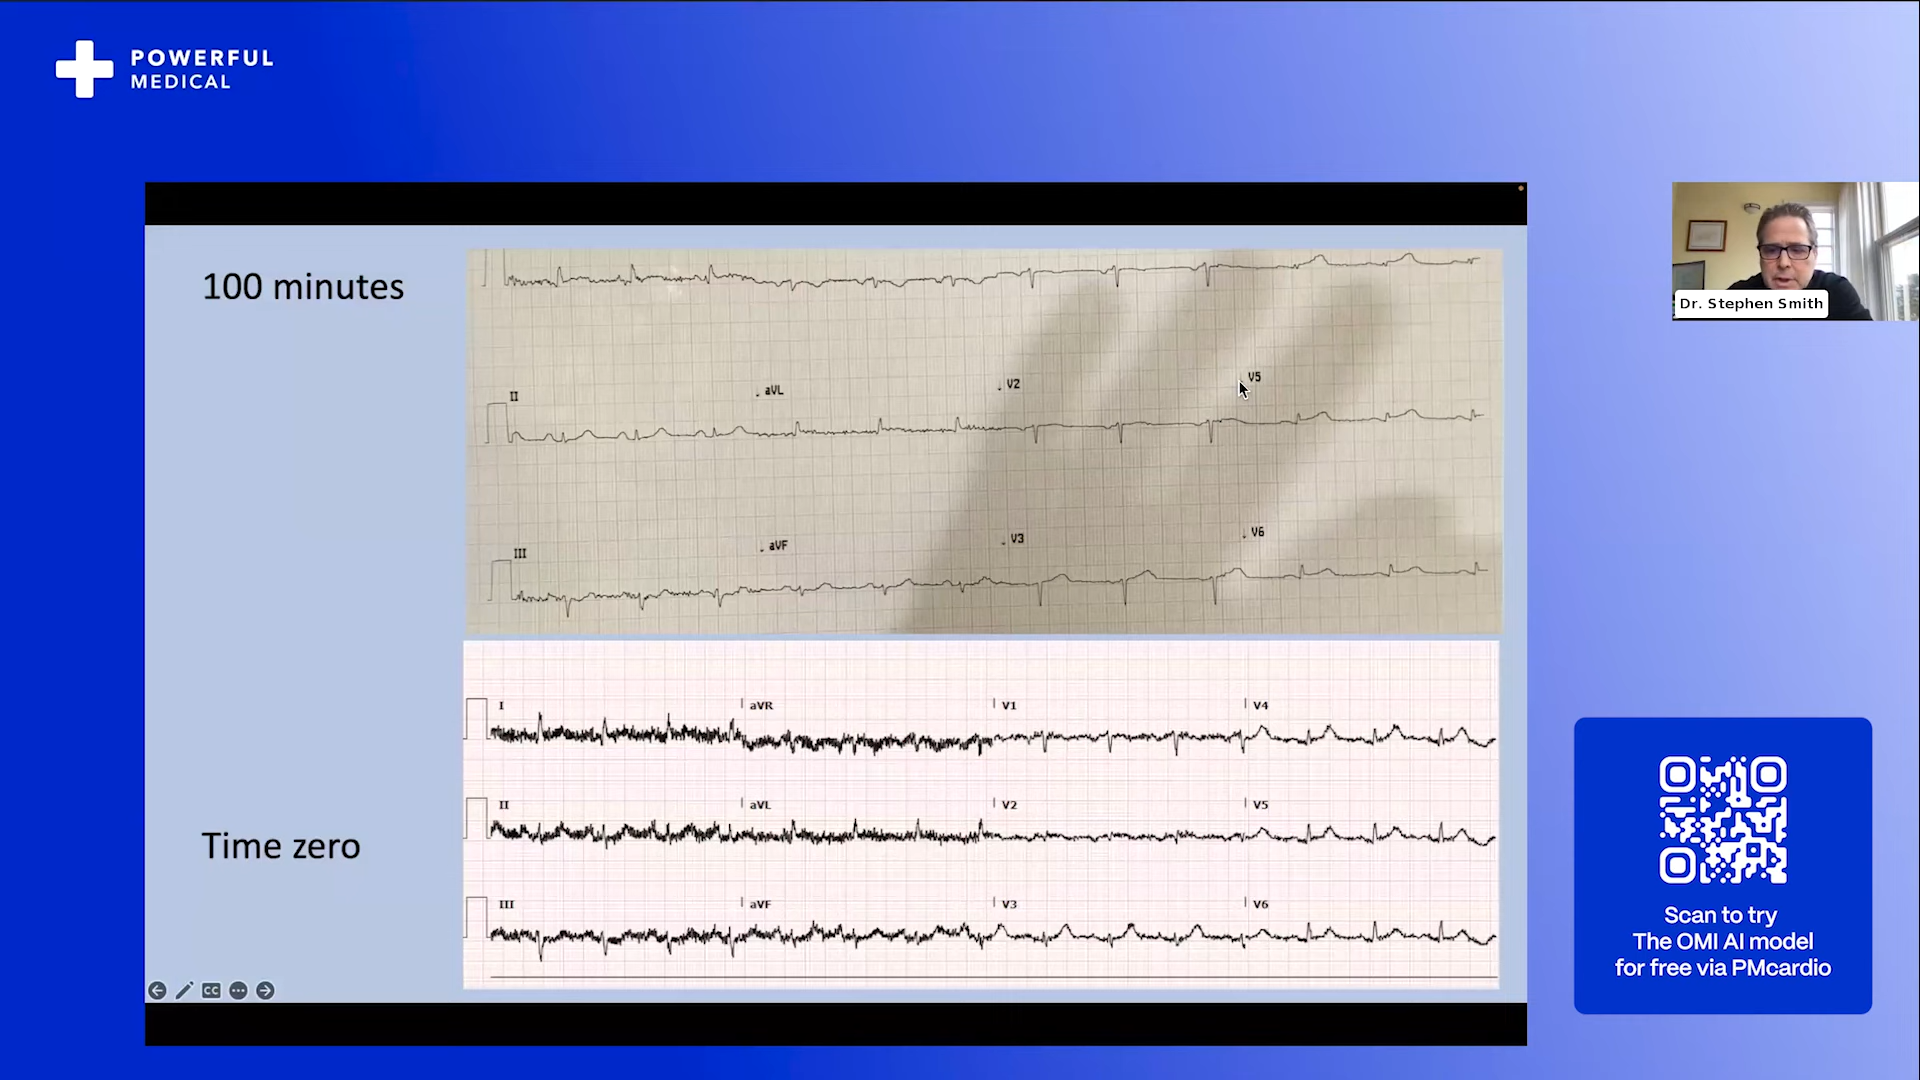 POWERFUL
MEDICAL
100 minutes
II
aVL
V2
V5
III
aVF
V3
V6
I
aVR
V1
V4
II
aVL
V2
V5
Time zero
III
aVF
V3
V6
CC
Dr. Stephen Smith
Scan to try
The OMI AI model
for free via PMcardio